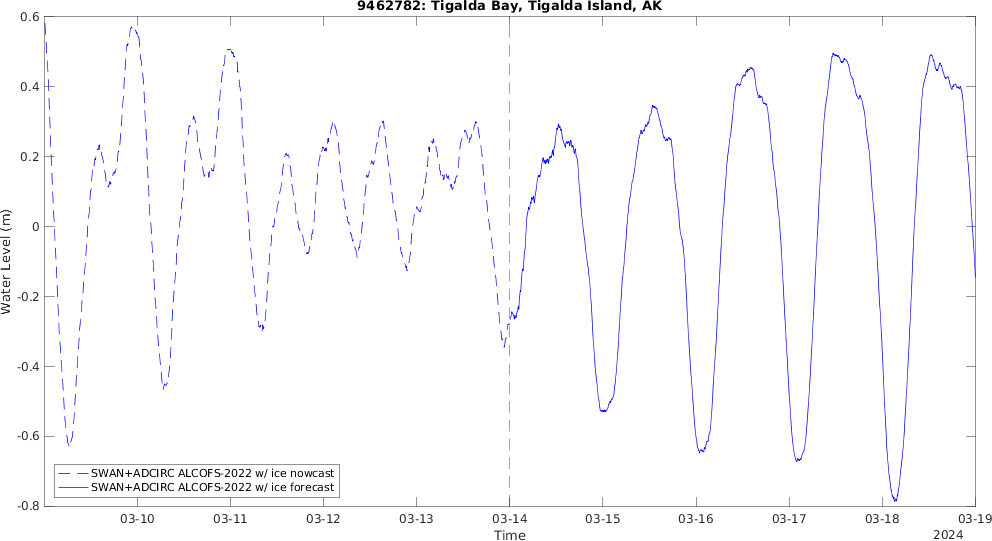 9462782: Tigalda Bay, Tigalda Island, AK
Water Level (m)
0.6
0.4
0.2
0
-0.2
-0.4
-0.6
-0.8
SWAN+ADCIRC ALCOFS-2022 w/ ice nowcast
SWAN+ADCIRC ALCOFS-2022 w/ ice forecast
03-10 03-11 03-12 03-13 03-14 03-15 03-16 03-17 03-18 03-19
Time
2024